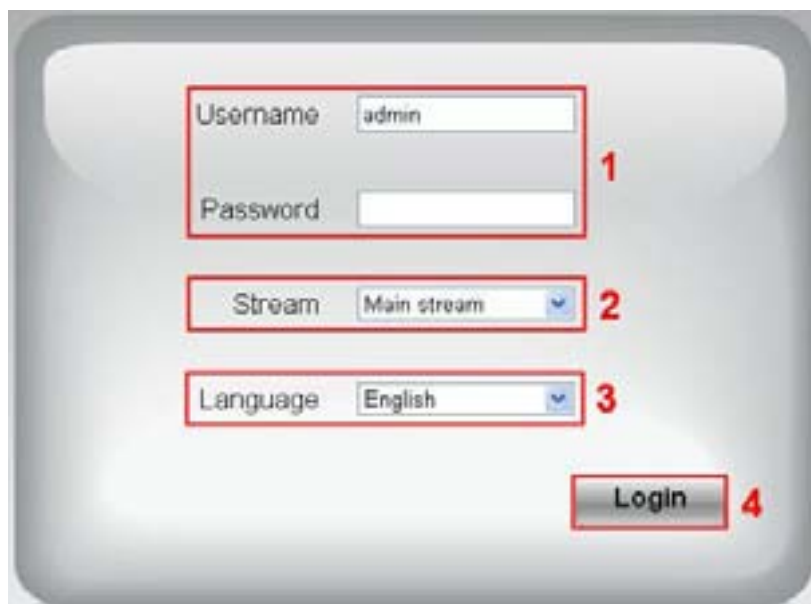 Username admin
1
Password
Stream Main stream 2
Language English 3
Login 4